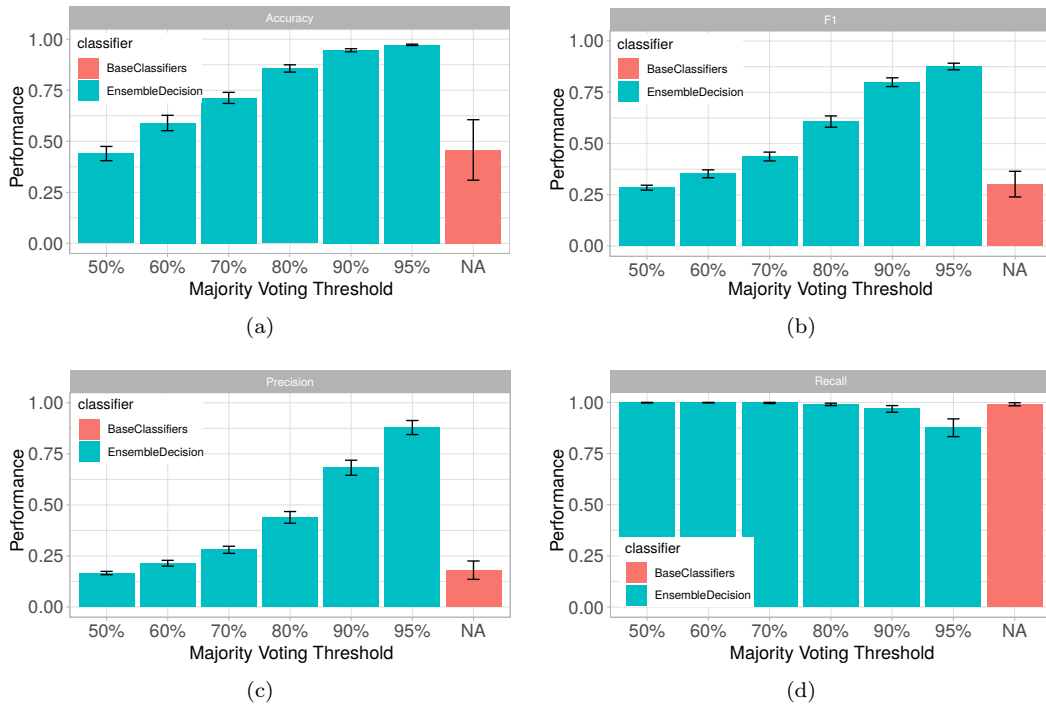 Accuracy
1.00
0.75
0.50
0.25
0.00
Performance
classifier
BaseClassifiers
EnsembleDecision
50% 60% 70% 80% 90% 95% NA
Majority Voting Threshold
(a)
F1
1.00
0.75
0.50
0.25
0.00
Performance
classifier
BaseClassifiers
EnsembleDecision
50% 60% 70% 80% 90% 95% NA
Majority Voting Threshold
(b)
Precision
1.00
0.75
0.50
0.25
0.00
Performance
classifier
BaseClassifiers
EnsembleDecision
50% 60% 70% 80% 90% 95% NA
Majority Voting Threshold
(c)
Recall
1.00
0.75
0.50
0.25
0.00
Performance
classifier
BaseClassifiers
EnsembleDecision
50% 60% 70% 80% 90% 95% NA
Majority Voting Threshold
(d)